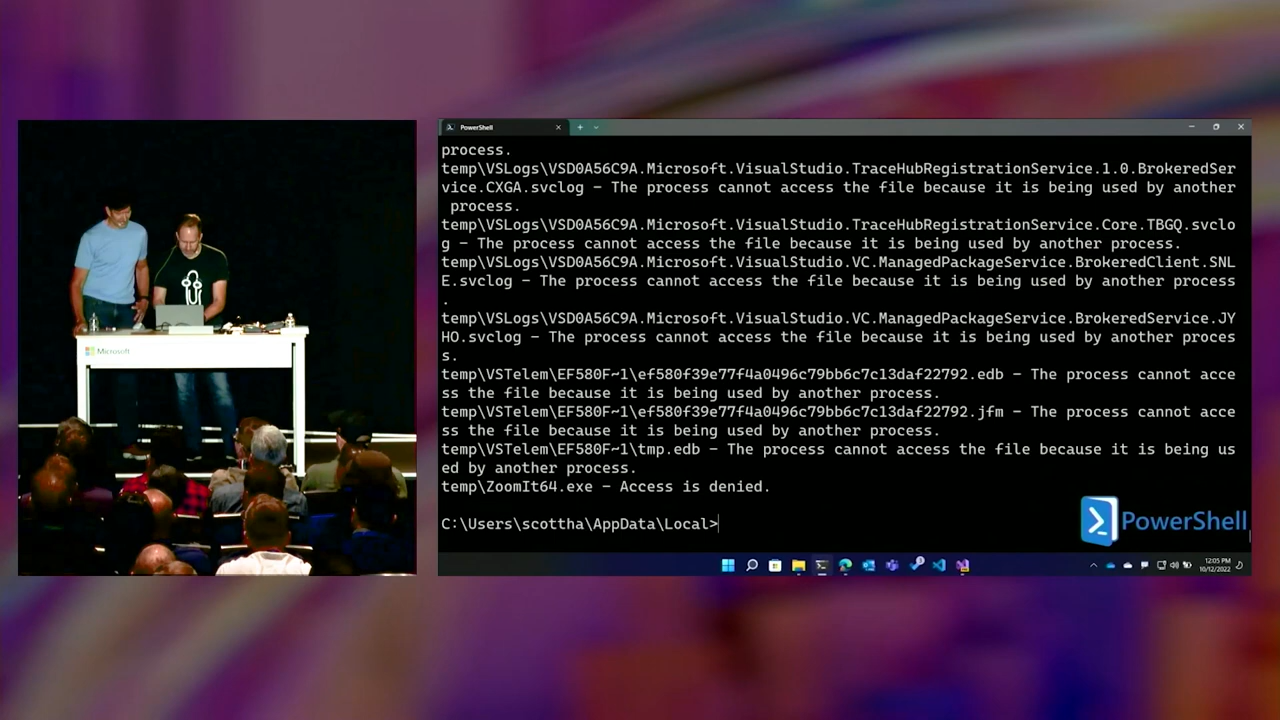 PowerShell
process.
temp\VSLogs\VSD0A56C9A.Microsoft.VisualStudio.TraceHubRegistrationService.1.0.BrokeredSer
vice.CXGA.svclog - The process cannot access the file because it is being used by another
process.
temp\VSLogs\VSD0A56C9A.Microsoft.VisualStudio.TraceHubRegistrationService.Core.TBGQ.svclo
g - The process cannot access the file because it is being used by another process.
temp\VSLogs\VSD0A56C9A.Microsoft.VisualStudio.VC.ManagedPackageService.BrokeredClient.SNL
E.svclog - The process cannot access the file because it is being used by another process
.
temp\VSLogs\VSD0A56C9A.Microsoft.VisualStudio.VC.ManagedPackageService.BrokeredService.JY
HO.svclog - The process cannot access the file because it is being used by another proces
s.
temp\VSTelem\EF580F~1\ef580f39e77f4a0496c79bb6c7c13daf22792.edb - The process cannot acce
ss the file because it is being used by another process.
temp\VSTelem\EF580F~1\ef580f39e77f4a0496c79bb6c7c13daf22792.jfm - The process cannot acce
ss the file because it is being used by another process.
temp\VSTelem\EF580F~1\tmp.edb - The process cannot access the file because it is being us
ed by another process.
temp\ZoomIt64.exe - Access is denied.
C:\Users\scottha\AppData\Local>
PowerShell
12:05 PM
10/12/2022
Microsoft